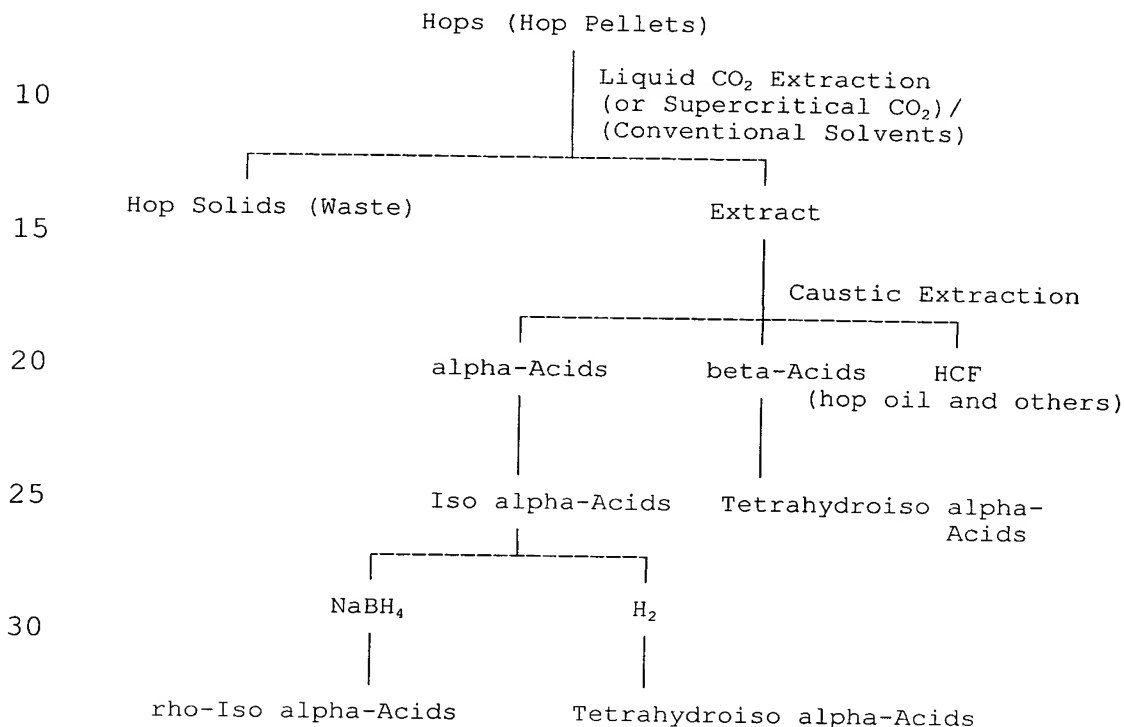 Hops (Hop Pellets)
10
Liquid CO₂ Extraction
(or Supercritical CO₂)/
(Conventional Solvents)
Hop Solids (Waste)
15
Extract
Caustic Extraction
20
alpha-Acids
beta-Acids
HCF
(hop oil and others)
25
Iso alpha-Acids
Tetrahydroiso alpha-
Acids
NaBH₄
H₂
30
rho-Iso alpha-Acids
Tetrahydroiso alpha-Acids